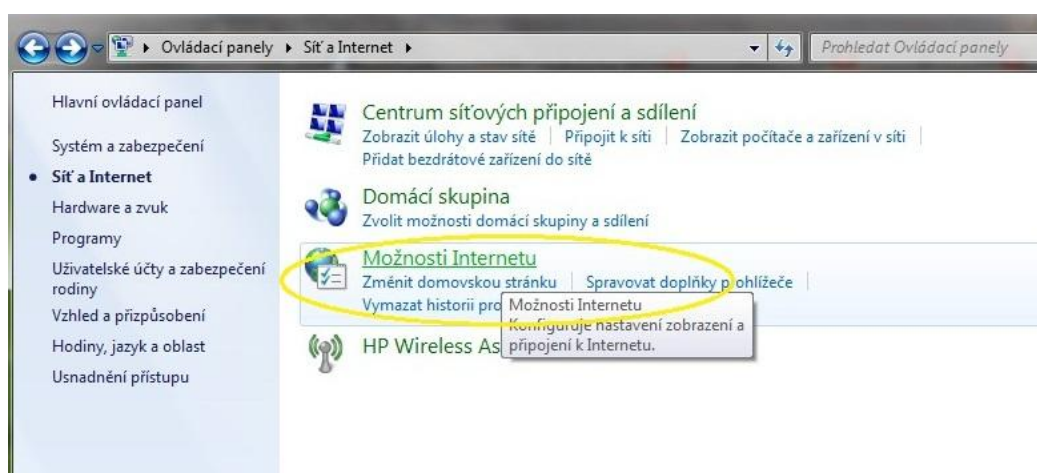 Ovládací panely ▸ Síť a Internet ▸
Prohledat Ovládací panely
Hlavní ovládací panel
Systém a zabezpečení
Síť a Internet
Hardware a zvuk
Programy
Uživatelské účty a zabezpečení
rodiny
Vzhled a přizpůsobení
Hodiny, jazyk a oblast
Usnadnění přístupu
Centrum síťových připojení a sdílení
Zobrazit úlohy a stav sítě | Připojit k síti | Zobrazit počítače a zařízení v síti
Přidat bezdrátové zařízení do sítě
Domácí skupina
Zvolit možnosti domácí skupiny a sdílení
Možnosti Internetu
Změnit domovskou stránku | Spravovat doplňky prohlížeče
Vymazat historii pro
Možnosti Internetu
Konfiguruje nastavení zobrazení a
připojení k Internetu.
HP Wireless As